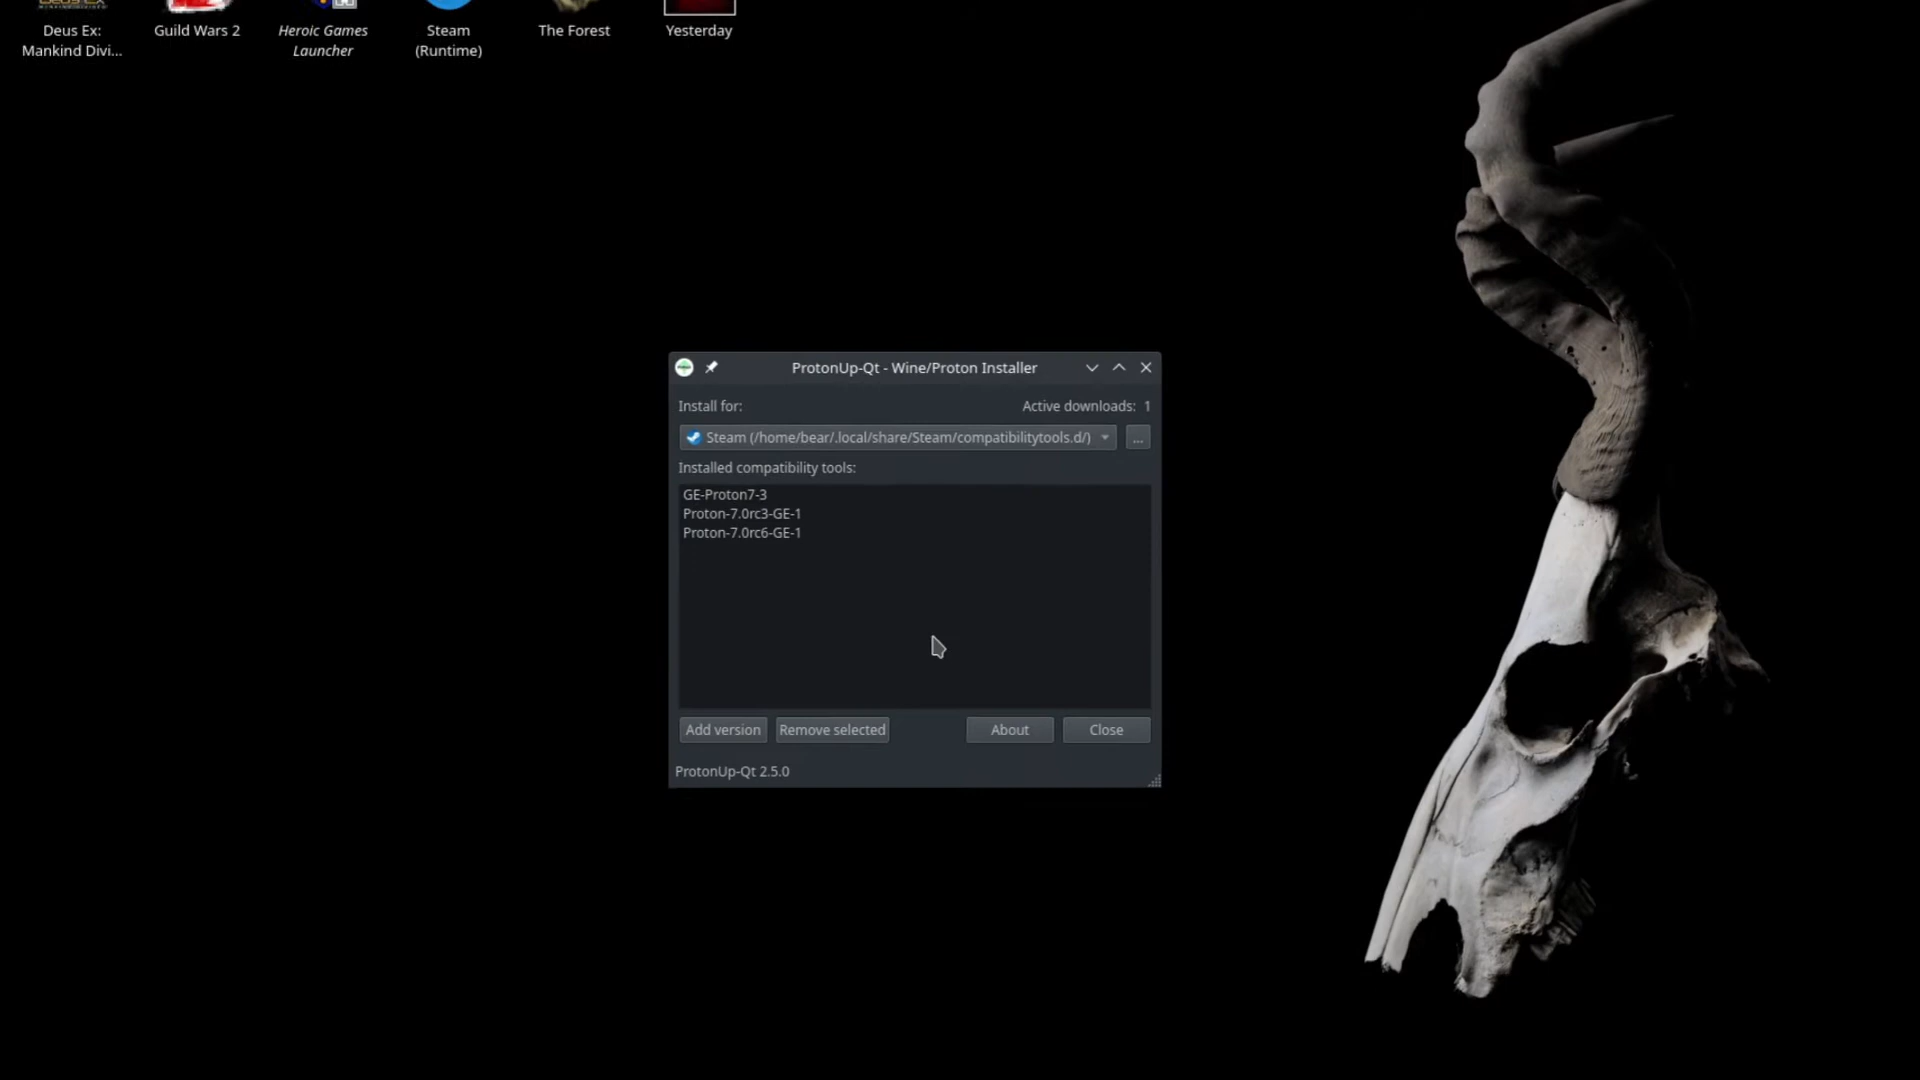 Deus Ex:
Mankind Divi...
Guild Wars 2
Heroic Games
Launcher
Steam
(Runtime)
The Forest
Yesterday
ProtonUp-Qt - Wine/Proton Installer
Install for:
Active downloads: 1
Steam (/home/bear/.local/share/Steam/compatibilitytools.d/)
...
Installed compatibility tools:
GE-Proton7-3
Proton-7.0rc3-GE-1
Proton-7.0rc6-GE-1
Add version
Remove selected
About
Close
ProtonUp-Qt 2.5.0